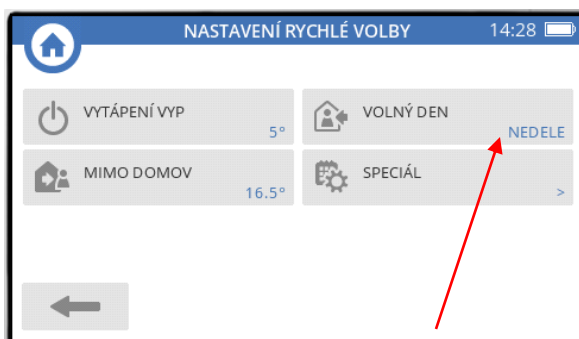 NASTAVENÍ RYCHLÉ VOLBY 14:28
VYTÁPENÍ VYP
5°
VOLNÝ DEN
NEDELE
MIMO DOMOV
16.5°
SPECIÁL
>